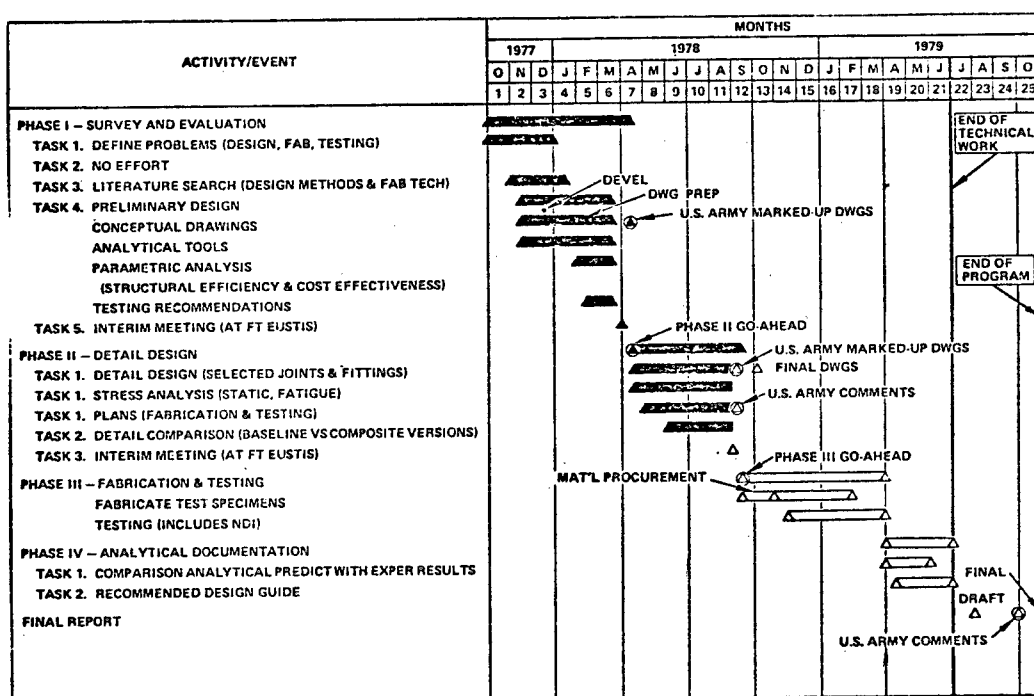 MONTHS
ACTIVITY/EVENT
1977 1978 1979
O N D J F M A M J J A S O N D J F M A M J J A S O
1 2 3 4 5 6 7 8 9 10 11 12 13 14 15 16 17 18 19 20 21 22 23 24 25
PHASE I – SURVEY AND EVALUATION
END OF TECHNICAL WORK
TASK 1. DEFINE PROBLEMS (DESIGN, FAB, TESTING)
TASK 2. NO EFFORT
TASK 3. LITERATURE SEARCH (DESIGN METHODS & FAB TECH)
DEVEL
TASK 4. PRELIMINARY DESIGN
DWG PREP
CONCEPTUAL DRAWINGS
U.S. ARMY MARKED-UP DWGS
ANALYTICAL TOOLS
PARAMETRIC ANALYSIS
(STRUCTURAL EFFICIENCY & COST EFFECTIVENESS)
END OF PROGRAM
TESTING RECOMMENDATIONS
TASK 5. INTERIM MEETING (AT FT EUSTIS)
PHASE II GO-AHEAD
PHASE II – DETAIL DESIGN
U.S. ARMY MARKED-UP DWGS
TASK 1. DETAIL DESIGN (SELECTED JOINTS & FITTINGS)
FINAL DWGS
TASK 1. STRESS ANALYSIS (STATIC, FATIGUE)
U.S. ARMY COMMENTS
TASK 1. PLANS (FABRICATION & TESTING)
TASK 2. DETAIL COMPARISON (BASELINE VS COMPOSITE VERSIONS)
TASK 3. INTERIM MEETING (AT FT EUSTIS)
PHASE III GO-AHEAD
PHASE III – FABRICATION & TESTING
MAT'L PROCUREMENT
FABRICATE TEST SPECIMENS
TESTING (INCLUDES NDI)
PHASE IV – ANALYTICAL DOCUMENTATION
TASK 1. COMPARISON ANALYTICAL PREDICT WITH EXPER RESULTS
FINAL
TASK 2. RECOMMENDED DESIGN GUIDE
DRAFT
FINAL REPORT
U.S. ARMY COMMENTS